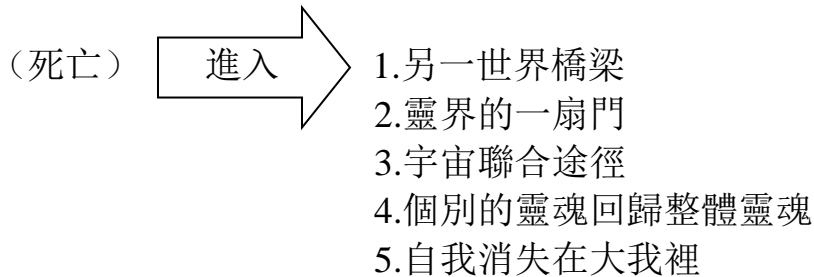 （死亡） 進入 1.另一世界橋梁
2.靈界的一扇門
3.宇宙聯合途徑
4.個別的靈魂回歸整體靈魂
5.自我消失在大我裡